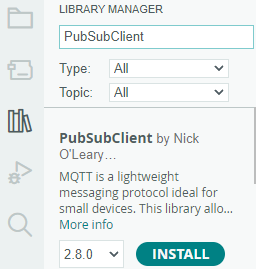 LIBRARY MANAGER
PubSubClient
Type: All
Topic: All
PubSubClient by Nick
O'Leary…
MQTT is a lightweight
messaging protocol ideal for
small devices. This library allo...
More info
2.8.0 INSTALL